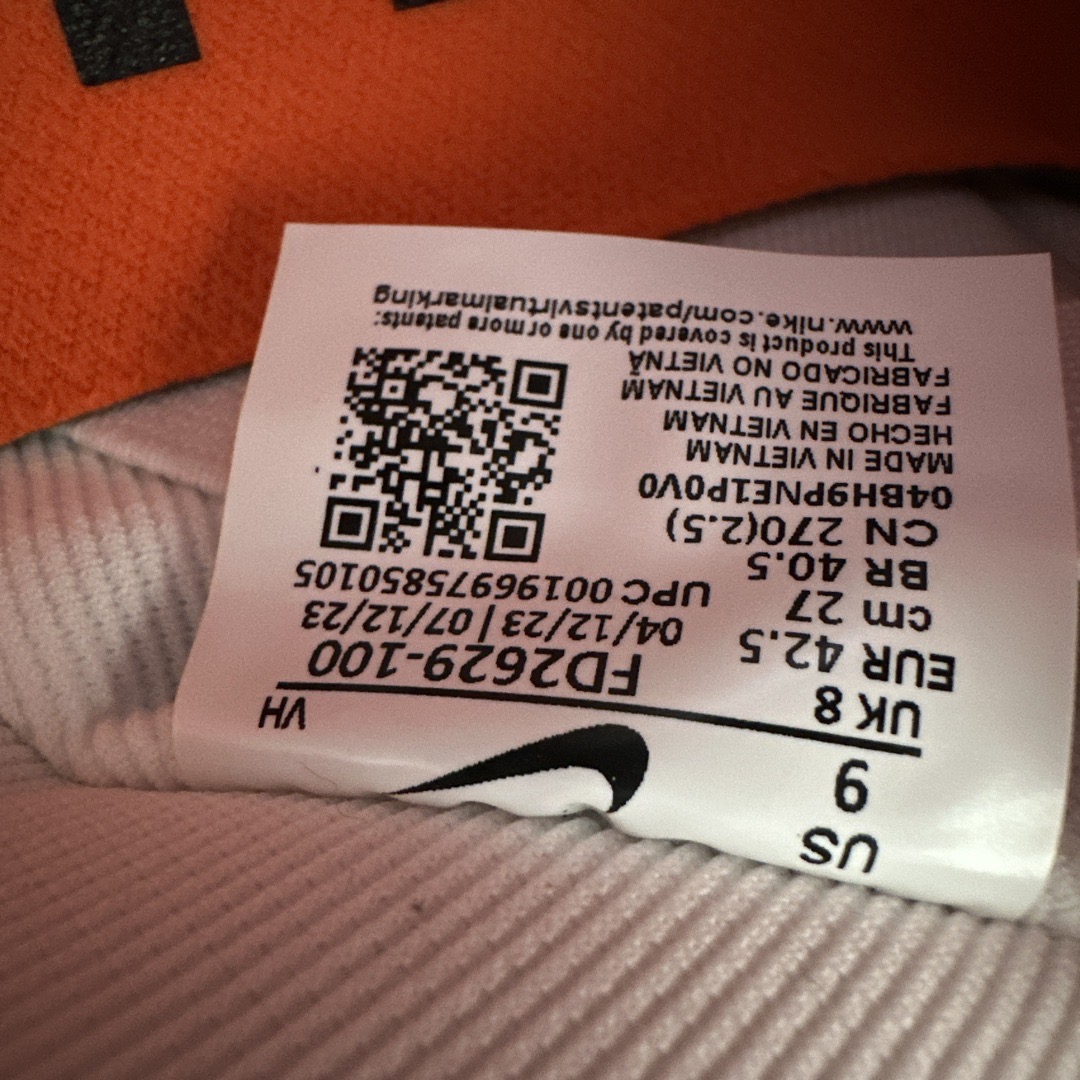 US
9
VH
UK 8
EUR 42.5
cm 27
BR 40.5
CN 270(2.5)
FD2629-100
04/12/23 | 07/12/23
UPC 00196975850105
04BH9PNE1P0V0
MADE IN VIETNAM
HECHO EN VIETNAM
FABRIQUE AU VIETNAM
FABRICADO NO VIETNÃ
This product is covered by one or more patents:
www.nike.com/patentsvirtualmarking